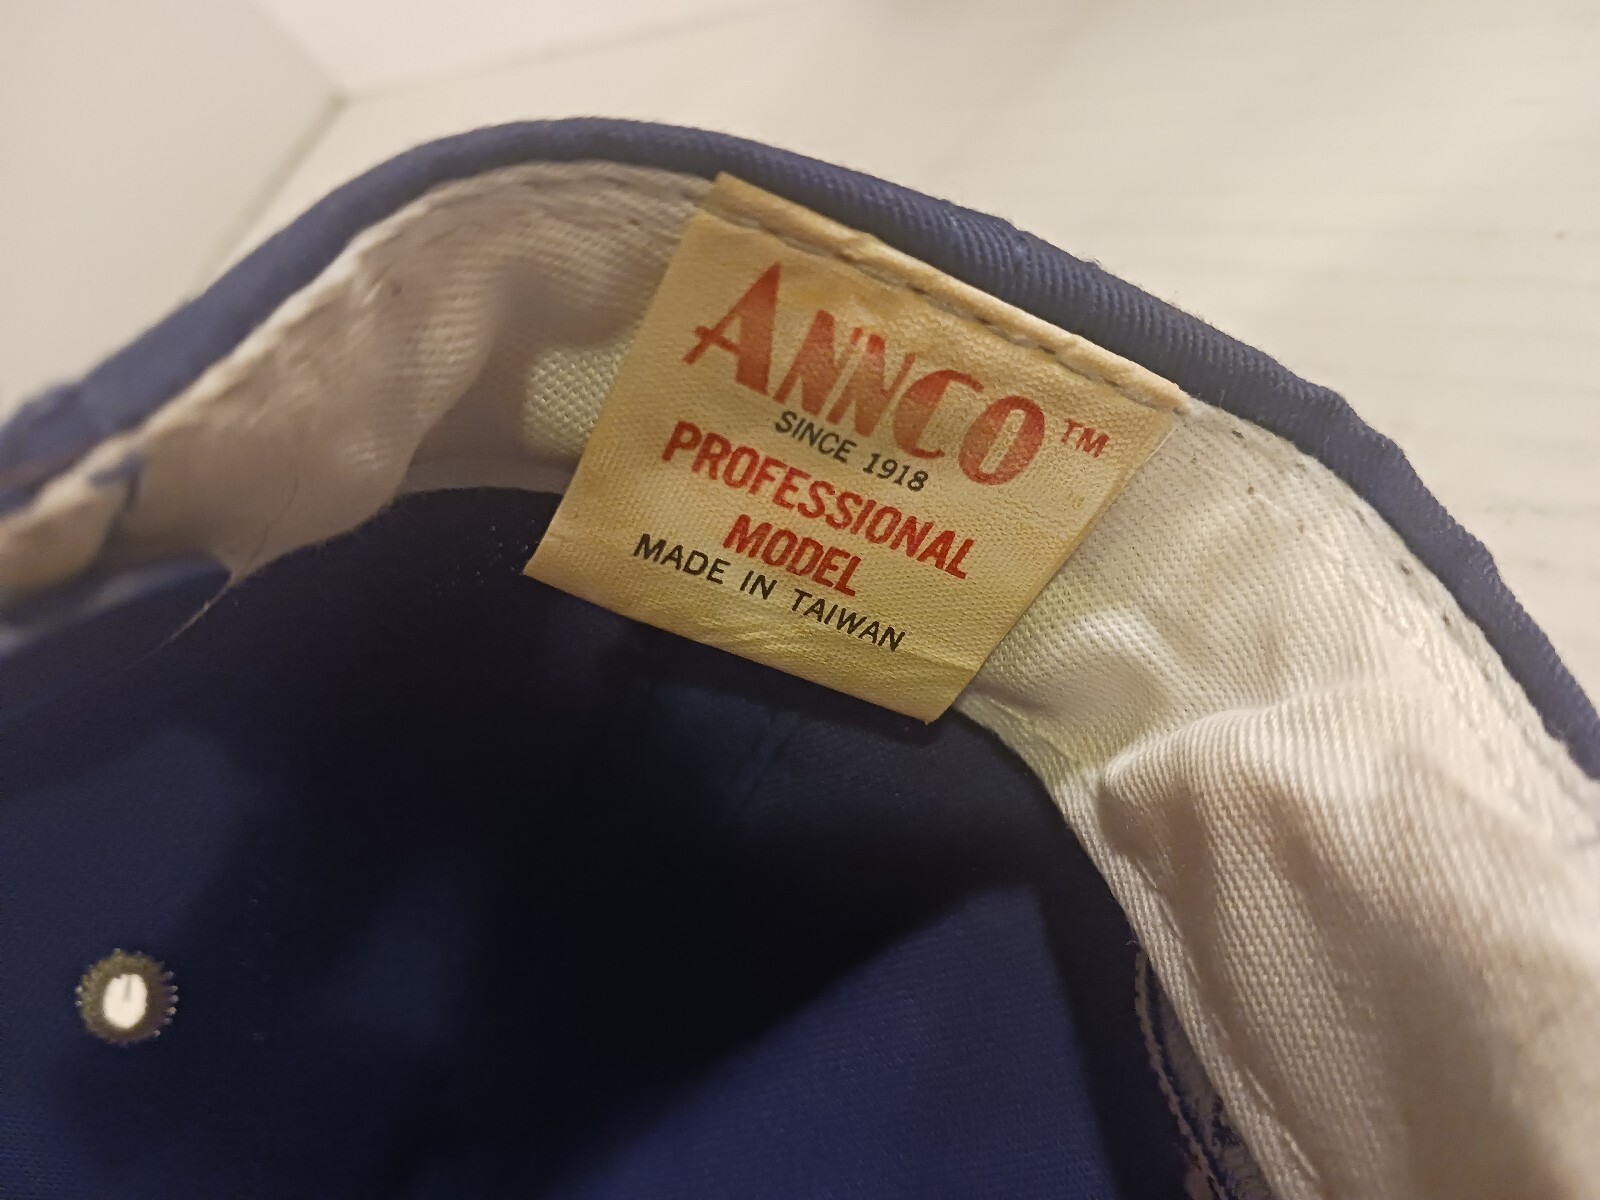 ANNCO™
SINCE 1918
PROFESSIONAL
MODEL
MADE IN TAIWAN